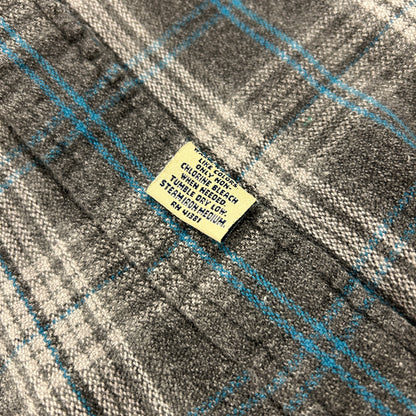 LIKE COLORS
ONLY NON-
CHLORINE BLEACH
WHEN NEEDED.
TUMBLE DRY LOW.
STEAM IRON MEDIUM.
RN 41381